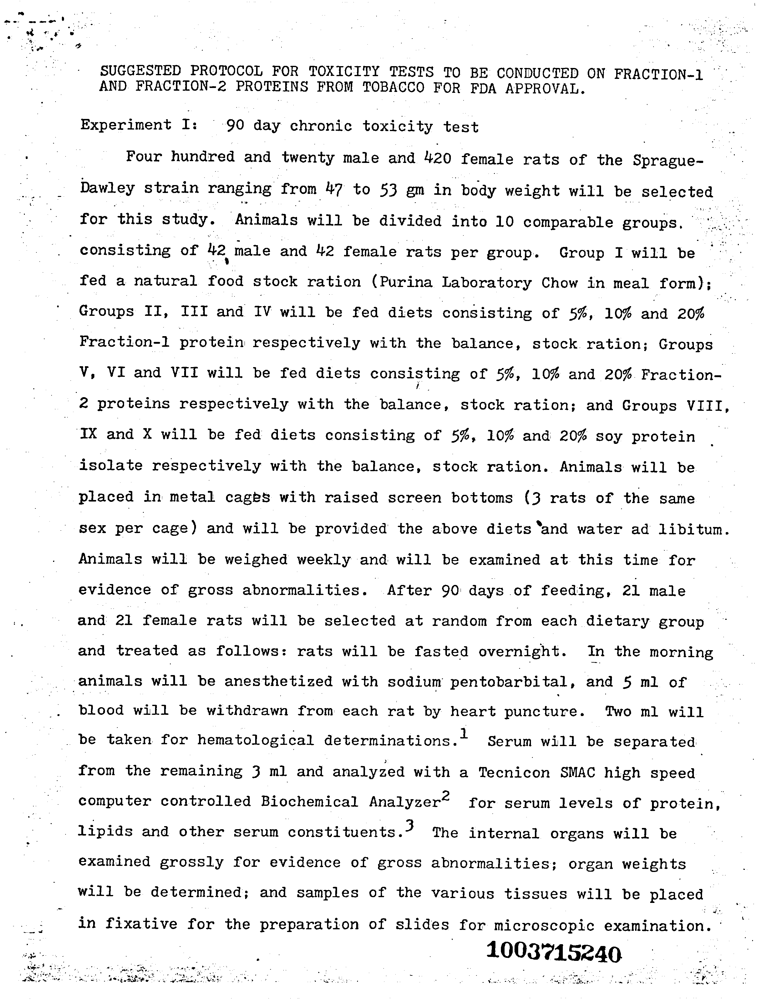 SUGGESTED PROTOCOL FOR TOXICITY TESTS TO BE CONDUCTED ON FRACTION-1
AND FRACTION-2 PROTEINS FROM TOBACCO FOR FDA APPROVAL.
Experiment I: 90 day chronic toxicity test
Four hundred and twenty male and 420 female rats of the Sprague-
Dawley strain ranging from 47 to 53 gm in body weight will be selected
for this study. Animals will be divided into 10 comparable groups.
consisting of 42 male and 42 female rats per group. Group I will be
fed a natural food stock ration (Purina Laboratory Chow in meal form);
Groups II, III and IV will be fed diets consisting of 5%, 10% and 20%
Fraction-1 protein respectively with the balance, stock ration; Groups
V, VI and VII will be fed diets consisting of 5%, 10% and 20% Fraction-
2 proteins respectively with the balance, stock ration; and Groups VIII,
IX and X will be fed diets consisting of 5%, 10% and 20% soy protein
isolate respectively with the balance, stock ration. Animals will be
placed in metal cages with raised screen bottoms (3 rats of the same
sex per cage) and will be provided the above diets and water ad libitum.
Animals will be weighed weekly and will be examined at this time for
evidence of gross abnormalities. After 90 days of feeding, 21 male
and 21 female rats will be selected at random from each dietary group
and treated as follows: rats will be fasted overnight. In the morning
animals will be anesthetized with sodium pentobarbital, and 5 ml of
blood will be withdrawn from each rat by heart puncture. Two ml will
be taken for hematological determinations.1 Serum will be separated
from the remaining 3 ml and analyzed with a Tecnicon SMAC high speed
computer controlled Biochemical Analyzer2 for serum levels of protein,
lipids and other serum constituents.3 The internal organs will be
examined grossly for evidence of gross abnormalities; organ weights
will be determined; and samples of the various tissues will be placed
in fixative for the preparation of slides for microscopic examination.
1003715240